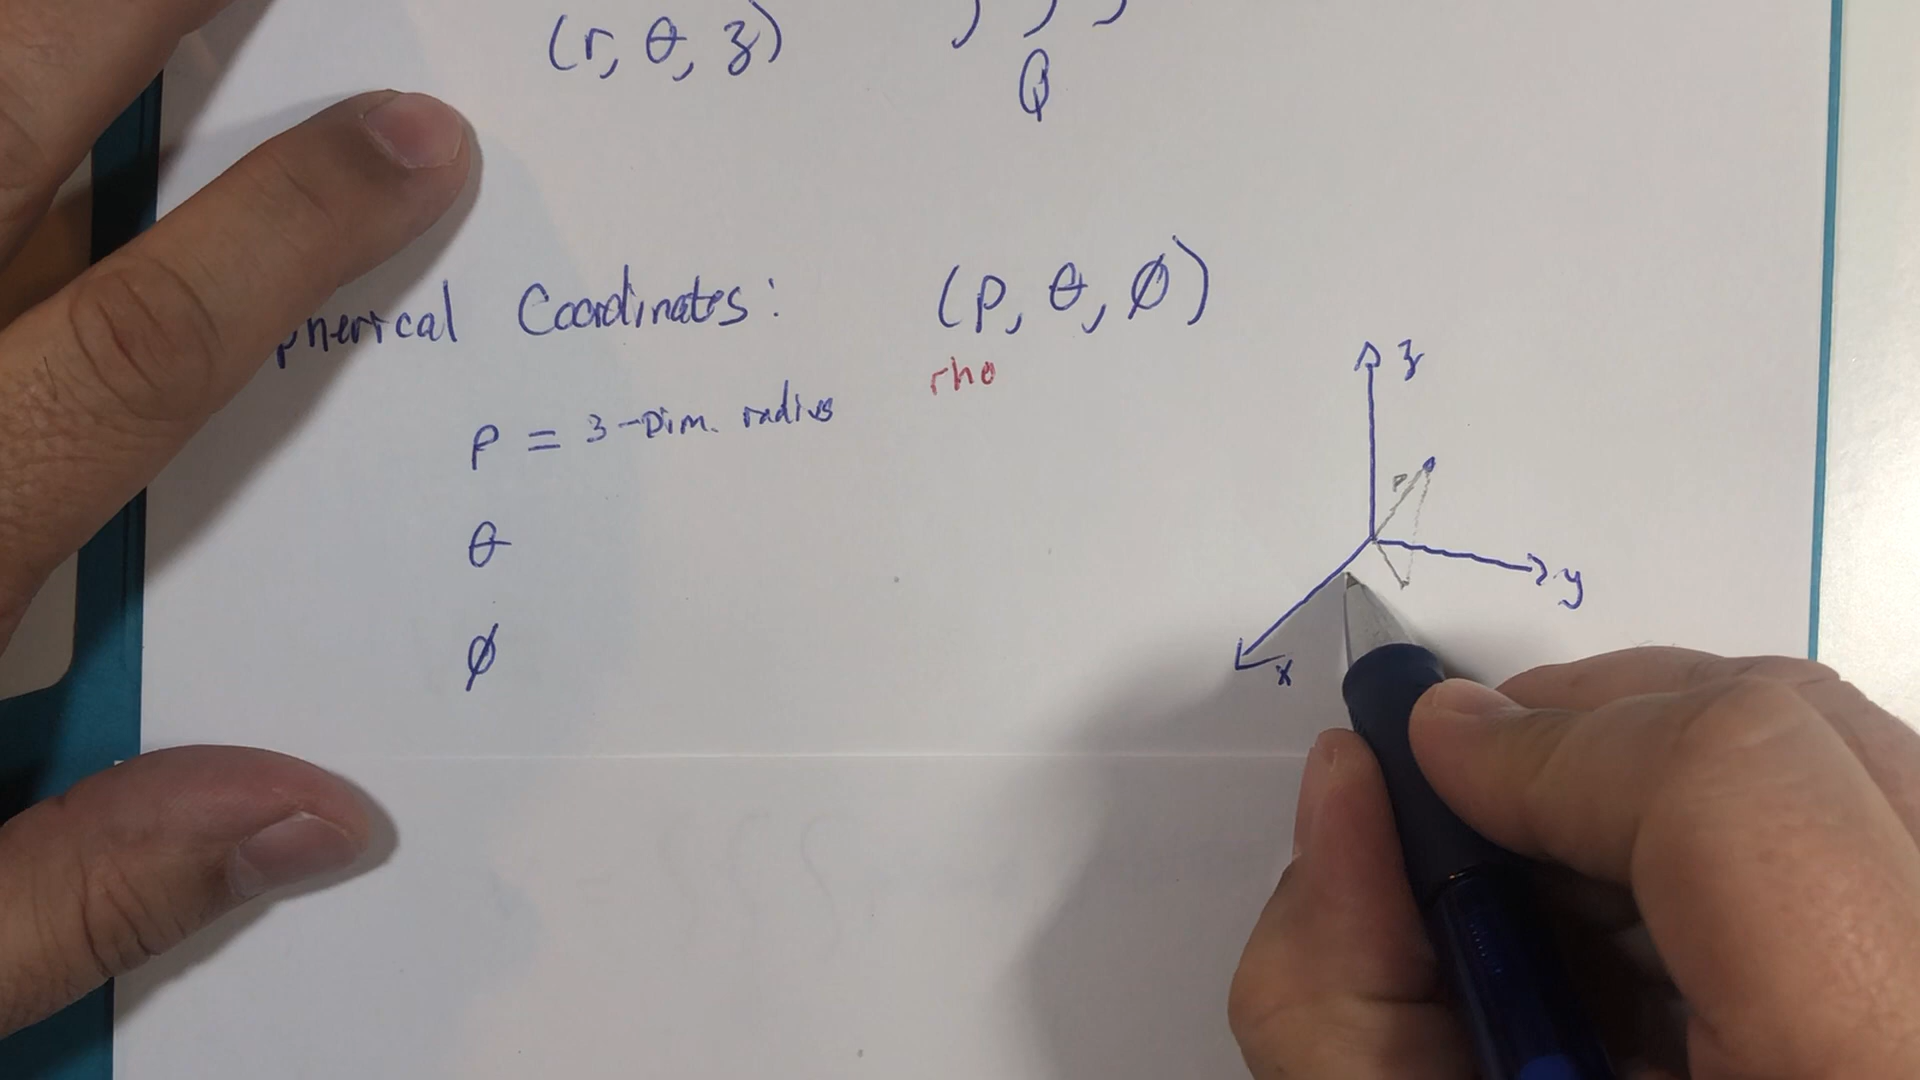 (r, θ, z)
Q
pherical Coordinates: (ρ, θ, ϕ)
rho
ρ = 3-Dim. radius
θ
ϕ
z
ρ
y
x